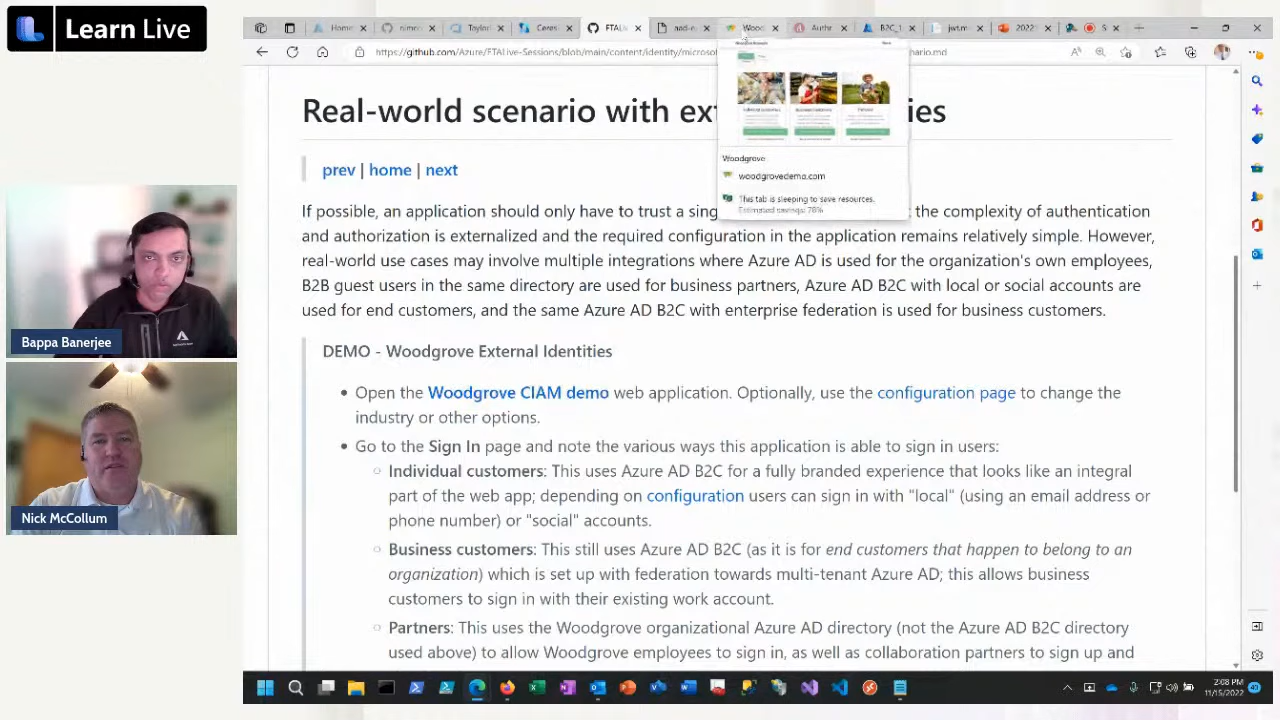 Learn Live
Bappa Banerjee
Nick McCollum
Home
FTALi
add-e
Woodg
Auth
B2C
jwt.m
2022
https://github.com/Azure/FTALive-Sessions/blob/main/content/identity/microso
nario.md
Real-world scenario with ex
ies
Woodgrove
woodgrovedemo.com
This tab is sleeping to save resources.
Estimated savings: 78%
prev | home | next
If possible, an application should only have to trust a sing
the complexity of authentication
and authorization is externalized and the required configuration in the application remains relatively simple. However,
real-world use cases may involve multiple integrations where Azure AD is used for the organization's own employees,
B2B guest users in the same directory are used for business partners, Azure AD B2C with local or social accounts are
used for end customers, and the same Azure AD B2C with enterprise federation is used for business customers.
DEMO - Woodgrove External Identities
Open the Woodgrove CIAM demo web application. Optionally, use the configuration page to change the
industry or other options.
Go to the Sign In page and note the various ways this application is able to sign in users:
Individual customers: This uses Azure AD B2C for a fully branded experience that looks like an integral
part of the web app; depending on configuration users can sign in with "local" (using an email address or
phone number) or "social" accounts.
Business customers: This still uses Azure AD B2C (as it is for end customers that happen to belong to an
organization) which is set up with federation towards multi-tenant Azure AD; this allows business
customers to sign in with their existing work account.
Partners: This uses the Woodgrove organizational Azure AD directory (not the Azure AD B2C directory
used above) to allow Woodgrove employees to sign in, as well as collaboration partners to sign up and
2:08 PM
11/15/2022